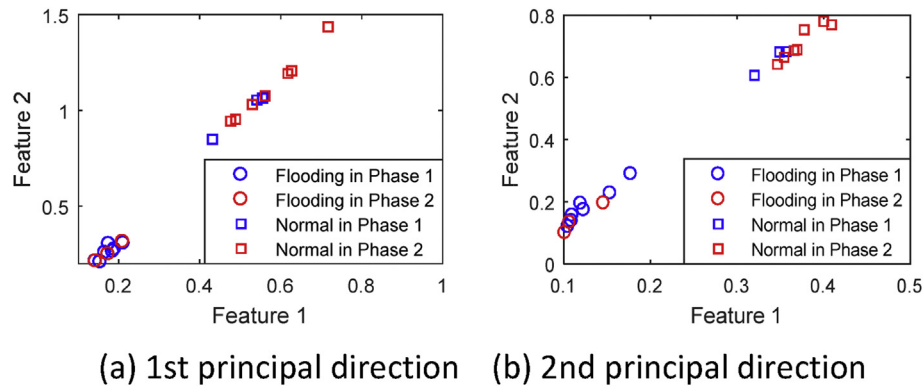 1.5
1
0.5
Feature 2
0.2
0.4
0.6
0.8
1
Feature 1
Flooding in Phase 1
Flooding in Phase 2
Normal in Phase 1
Normal in Phase 2
(a) 1st principal direction
0.8
0.6
0.4
0.2
0
Feature 2
0.1
0.2
0.3
0.4
0.5
Feature 1
Flooding in Phase 1
Flooding in Phase 2
Normal in Phase 1
Normal in Phase 2
(b) 2nd principal direction